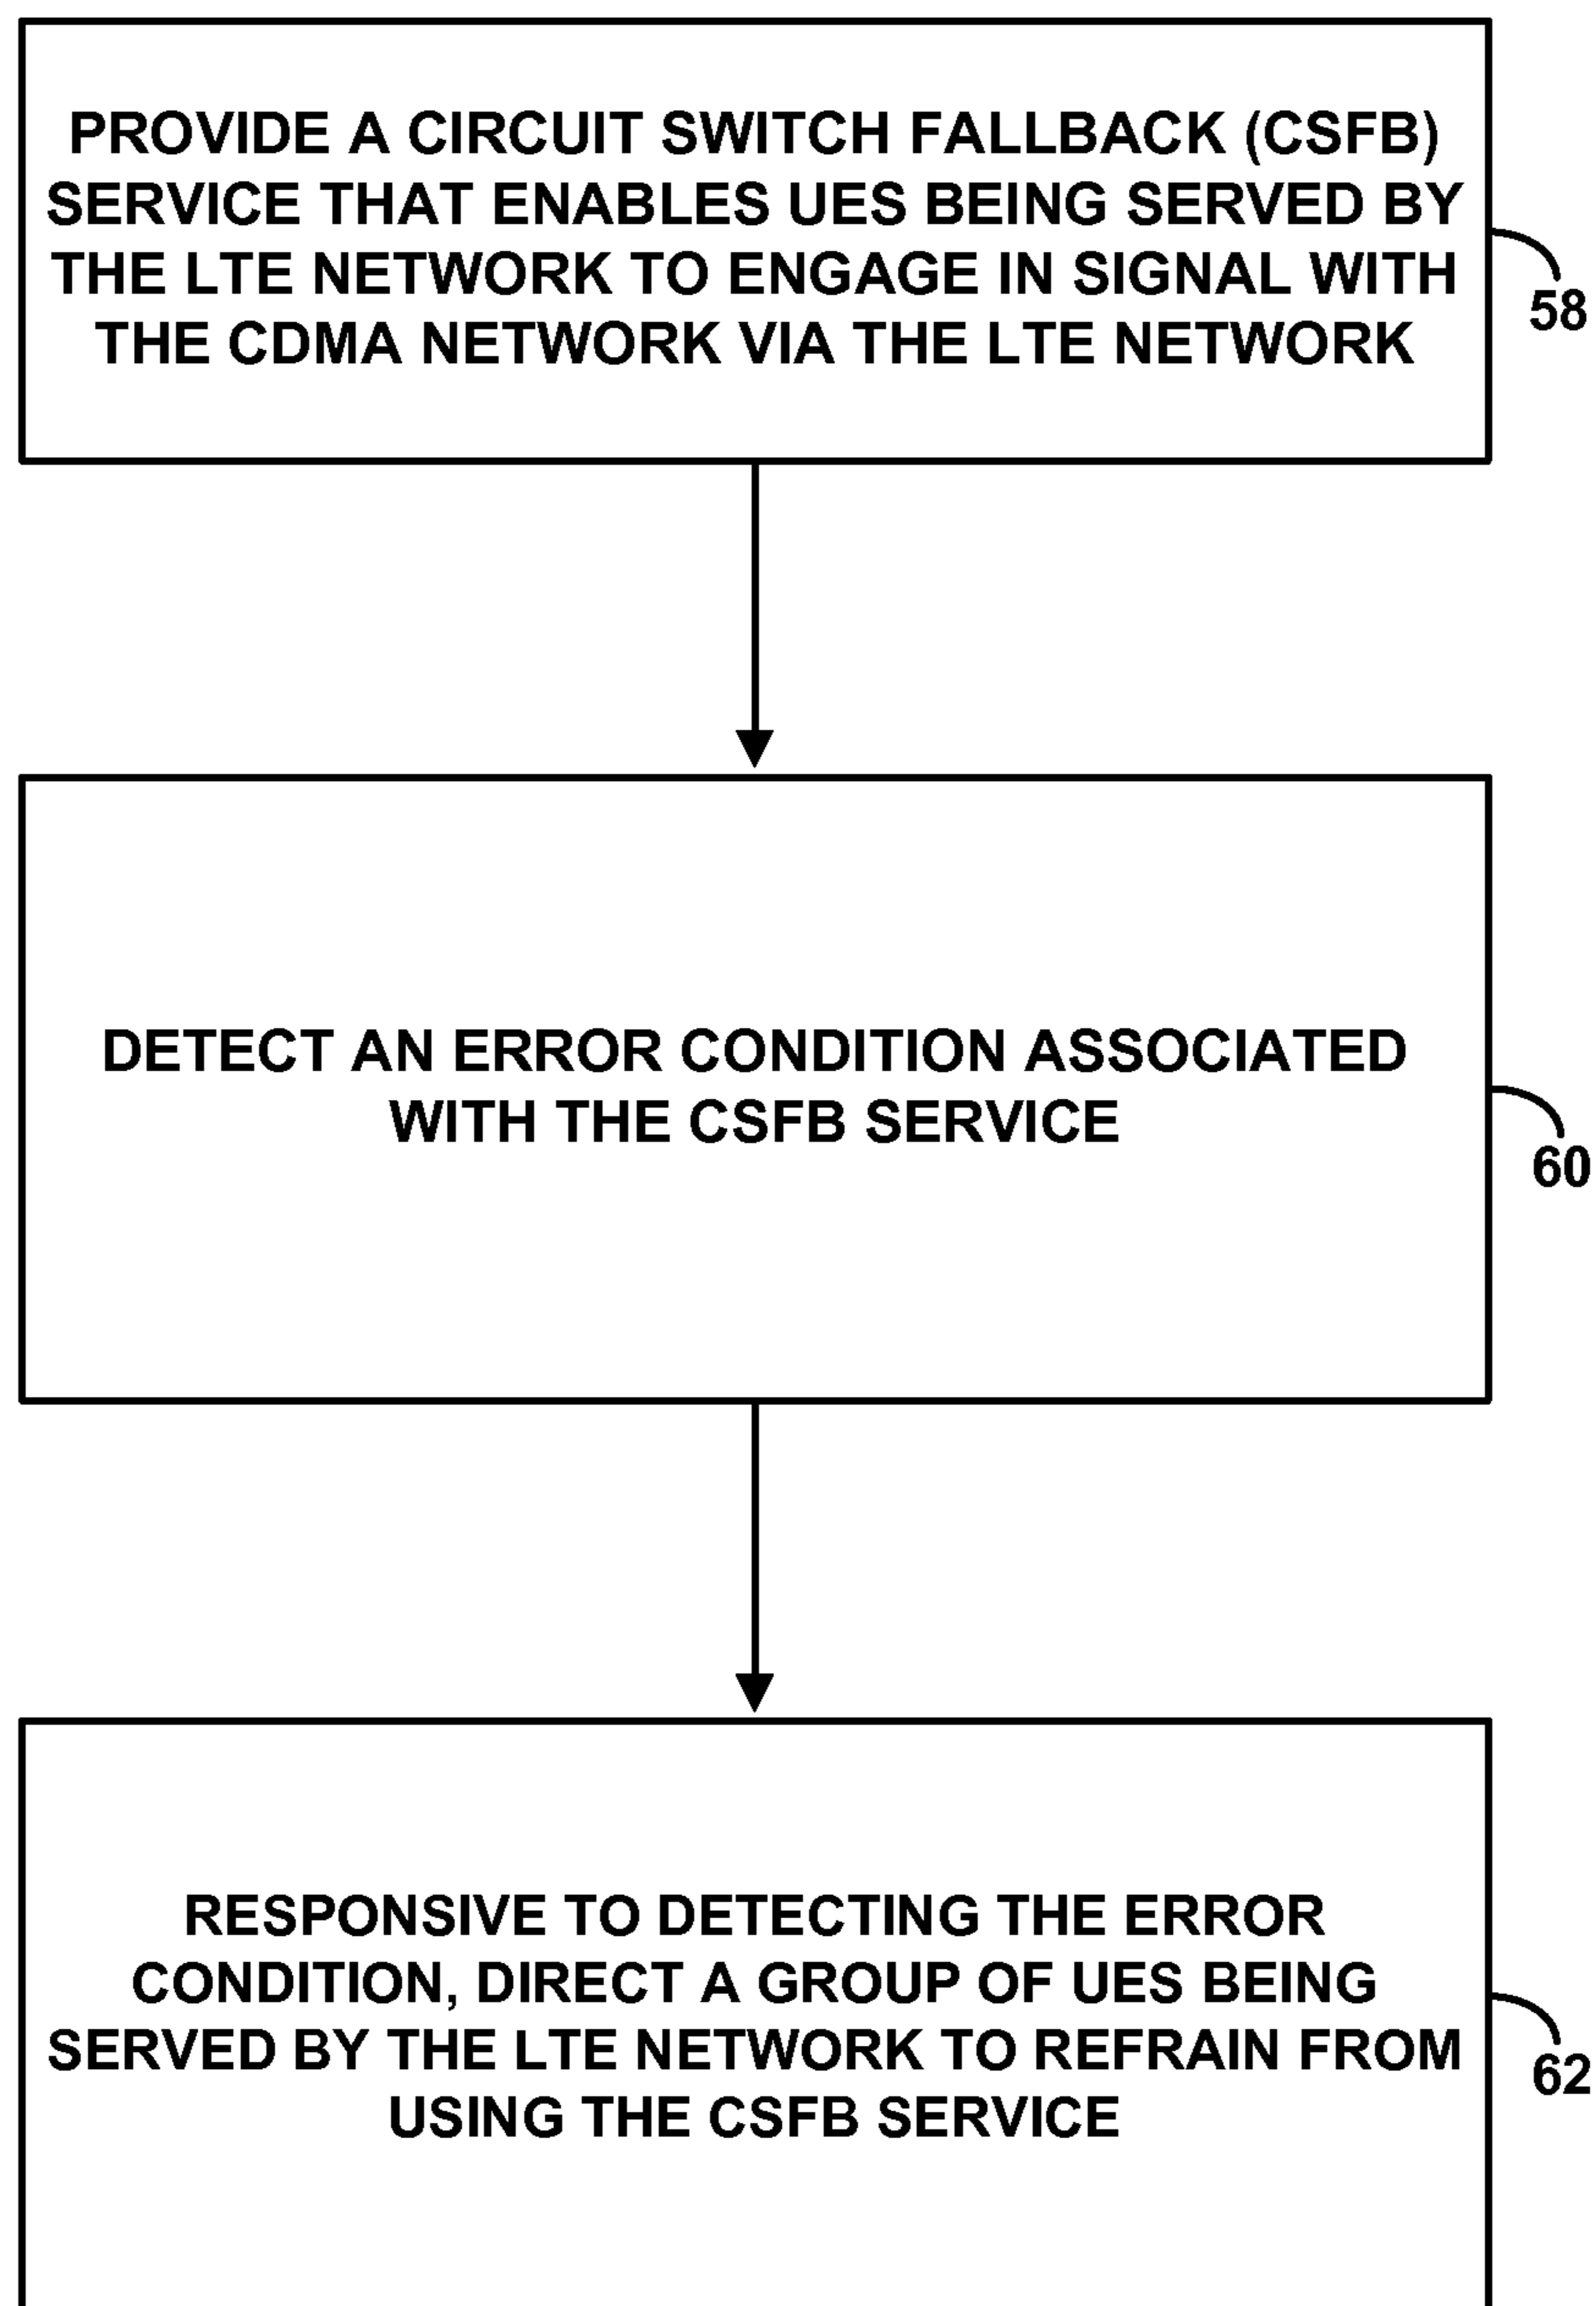 PROVIDE A CIRCUIT SWITCH FALLBACK (CSFB)
SERVICE THAT ENABLES UES BEING SERVED BY
THE LTE NETWORK TO ENGAGE IN SIGNAL WITH
THE CDMA NETWORK VIA THE LTE NETWORK
58
DETECT AN ERROR CONDITION ASSOCIATED
WITH THE CSFB SERVICE
60
RESPONSIVE TO DETECTING THE ERROR
CONDITION, DIRECT A GROUP OF UES BEING
SERVED BY THE LTE NETWORK TO REFRAIN FROM
USING THE CSFB SERVICE
62